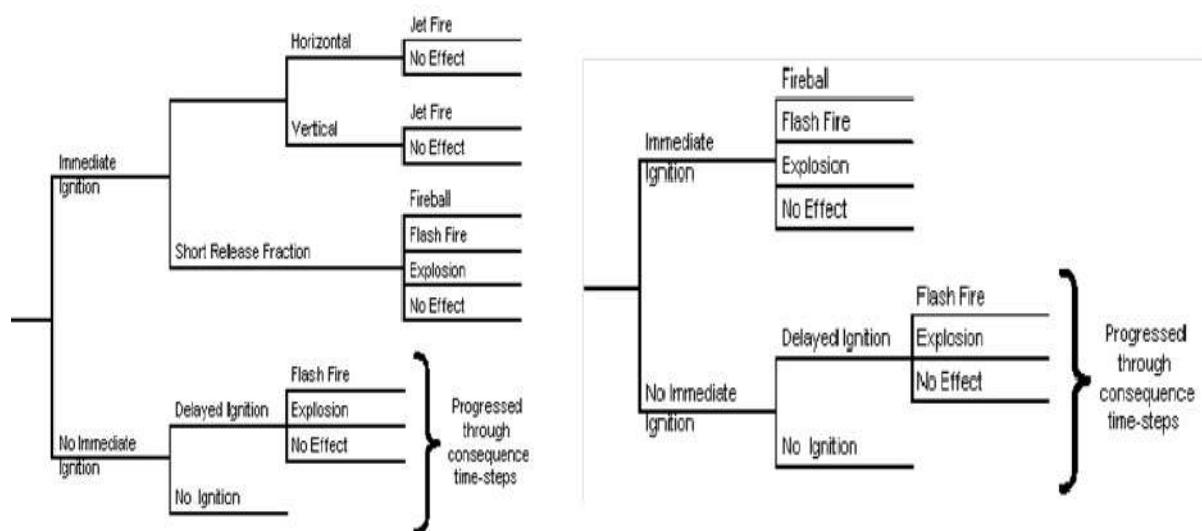 Jet Fire
Horizontal
No Effect
Jet Fire
Vertical
No Effect
Immediate
Ignition
Fireball
Flash Fire
Short Release Fraction
Explosion
No Effect
Flash Fire
Delayed Ignition
Explosion
No Effect
No Immediate
Ignition
No Ignition
Progressed
through
consequence
time-steps
Fireball
Flash Fire
Immediate
Ignition
Explosion
No Effect
Flash Fire
Delayed Ignition
Explosion
No Effect
No Immediate
Ignition
No Ignition
Progressed
through
consequence
time-steps